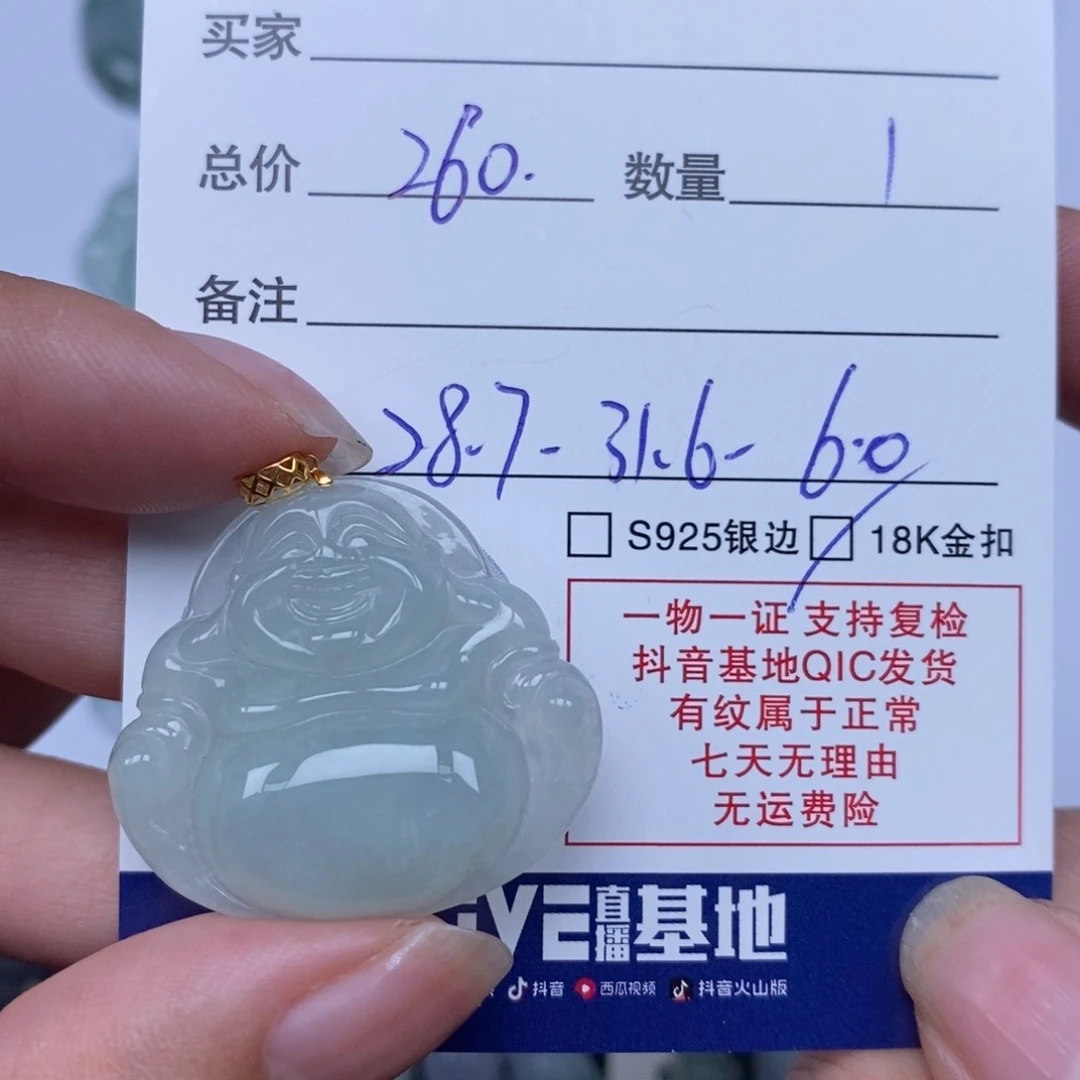 买家
总价 260. 数量 1
备注
28.7 - 31.6 - 6.0
S925银边 18K金扣
一物一证 支持复检
抖音基地QIC发货
有纹属于正常
七天无理由
无运费险
直播基地
抖音 西瓜视频 抖音火山版